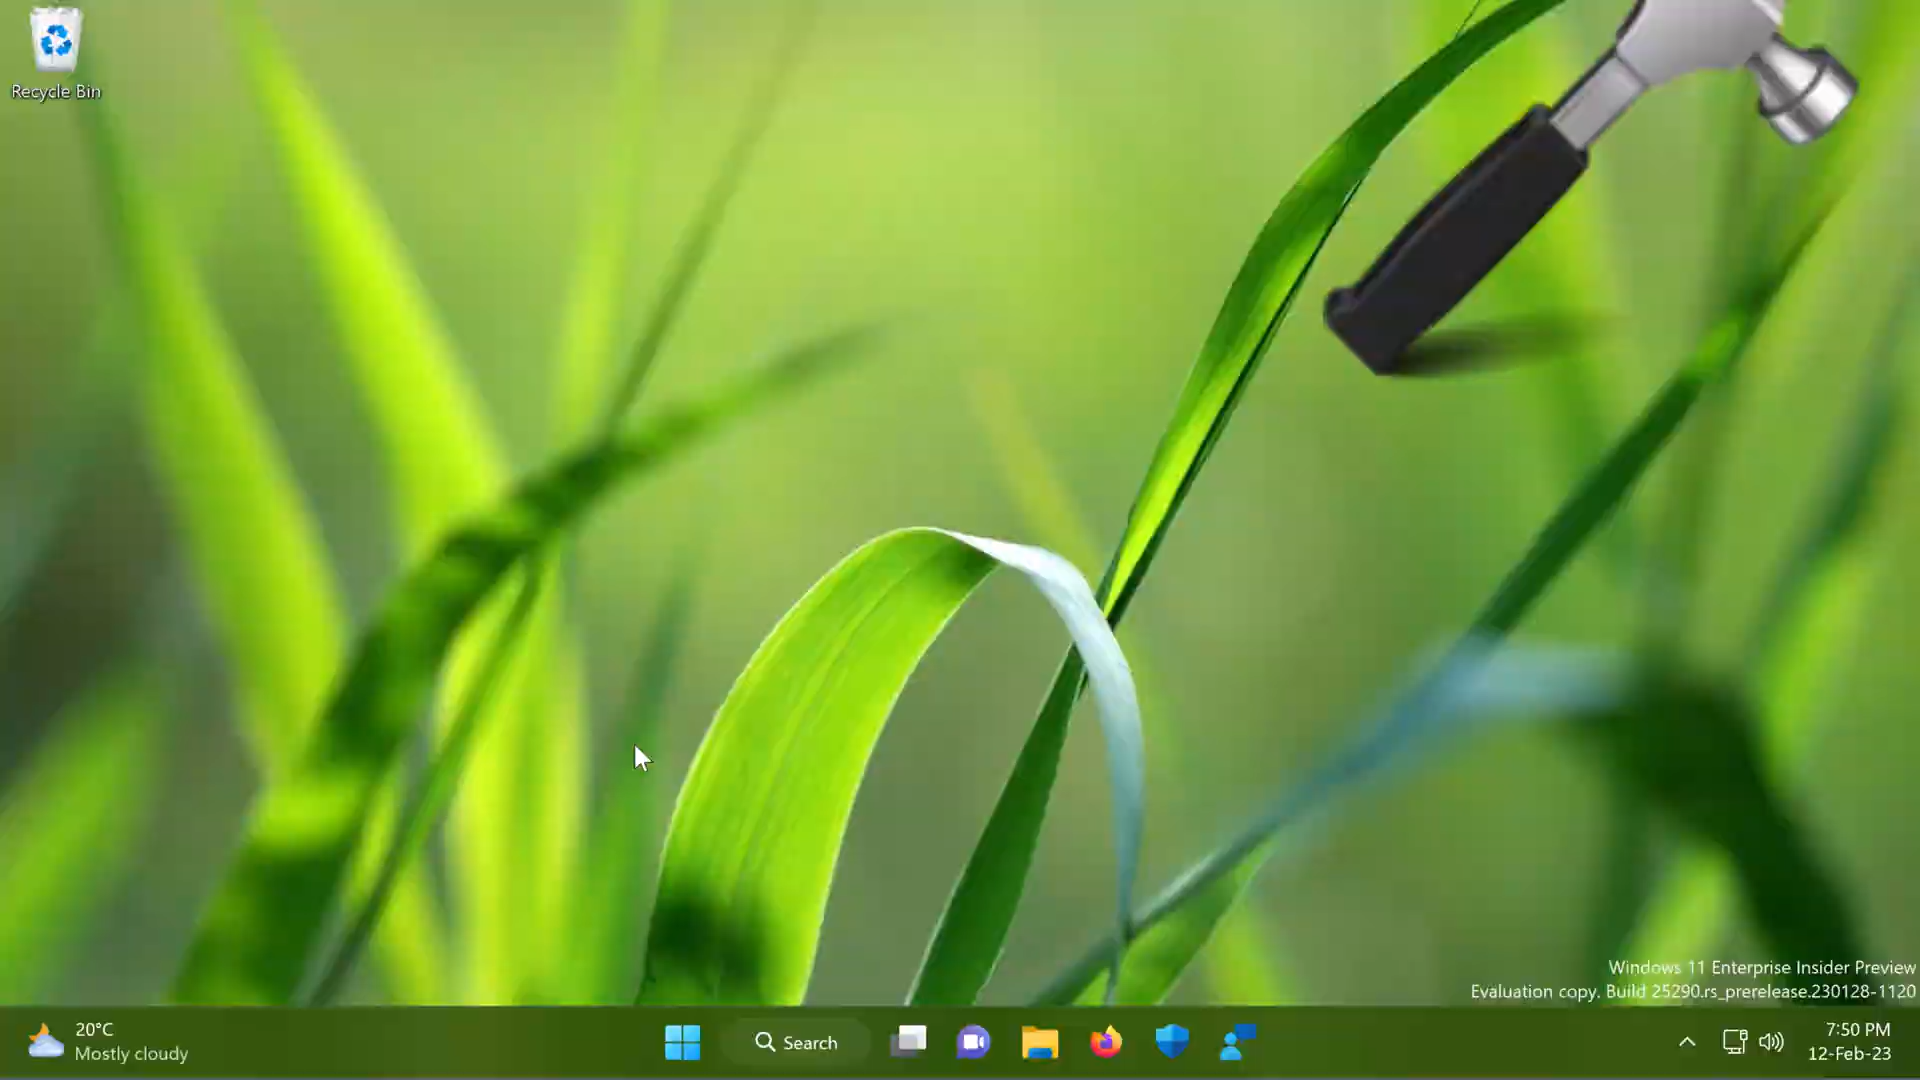 Recycle Bin
Windows 11 Enterprise Insider Preview
Evaluation copy. Build 25290.rs_prerelease.230128-1120
20°C
Mostly cloudy
Search
7:50 PM
12-Feb-23